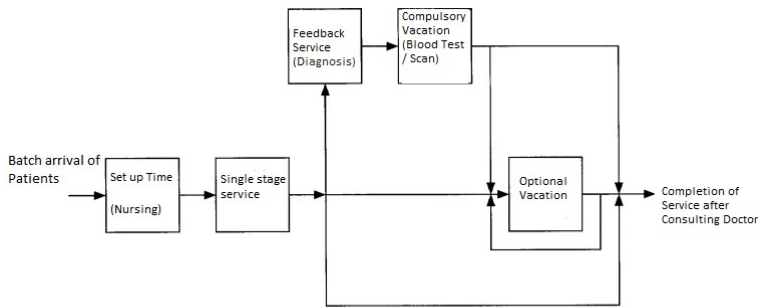 Feedback
Service
(Diagnosis)
Compulsory
Vacation
(Blood Test
/ Scan)
Batch arrival of
Patients
Set up Time
(Nursing)
Single stage
service
Optional
Vacation
Completion of
Service after
Consulting Doctor